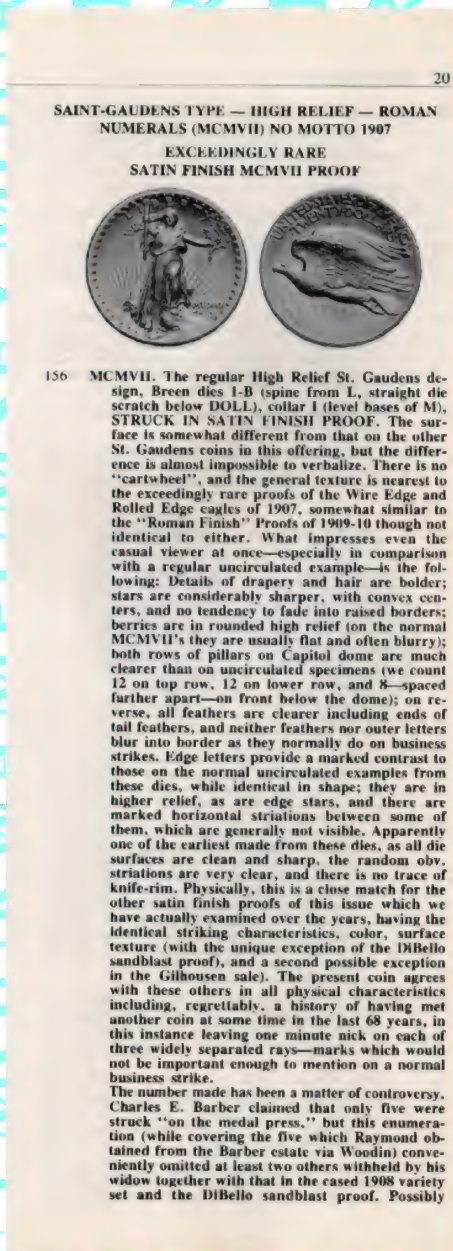 20
SAINT-GAUDENS TYPE — HIGH RELIEF — ROMAN
NUMERALS (MCMVII) NO MOTTO 1907
EXCEEDINGLY RARE
SATIN FINISH MCMVII PROOF
156 MCMVII. The regular High Relief St. Gaudens de-
sign, Breen dies 1-B (spine from L, straight die
scratch below DOLL), collar I (level bases of M),
STRUCK IN SATIN FINISH PROOF. The sur-
face is somewhat different from that on the other
St. Gaudens coins in this offering, but the differ-
ence is almost impossible to verbalize. There is no
"cartwheel", and the general texture is nearest to
the exceedingly rare proofs of the Wire Edge and
Rolled Edge eagles of 1907, somewhat similar to
the "Roman Finish" Proofs of 1909-10 though not
identical to either. What impresses even the
casual viewer at once—especially in comparison
with a regular uncirculated example—is the fol-
lowing: Details of drapery and hair are bolder;
stars are considerably sharper, with convex cen-
ters, and no tendency to fade into raised borders;
berries are in rounded high relief (on the normal
MCMVII's they are usually flat and often blurry);
both rows of pillars on Capitol dome are much
clearer than on uncirculated specimens (we count
12 on top row, 12 on lower row, and 8—spaced
further apart—on front below the dome); on re-
verse, all feathers are clearer including ends of
tail feathers, and neither feathers nor outer letters
blur into border as they normally do on business
strikes. Edge letters provide a marked contrast to
those on the normal uncirculated examples from
these dies, while identical in shape; they are in
higher relief, as are edge stars, and there are
marked horizontal striations between some of
them, which are generally not visible. Apparently
one of the earliest made from these dies, as all die
surfaces are clean and sharp, the random obv.
striations are very clear, and there is no trace of
knife-rim. Physically, this is a close match for the
other satin finish proofs of this issue which we
have actually examined over the years, having the
identical striking characteristics, color, surface
texture (with the unique exception of the DiBello
sandblast proof), and a second possible exception
in the Gilhousen sale). The present coin agrees
with these others in all physical characteristics
including, regrettably, a history of having met
another coin at some time in the last 68 years, in
this instance leaving one minute nick on each of
three widely separated rays—marks which would
not be important enough to mention on a normal
business strike.
The number made has been a matter of controversy.
Charles E. Barber claimed that only five were
struck "on the medal press," but this enumera-
tion (while covering the five which Raymond ob-
tained from the Barber estate via Woodin) conve-
niently omitted at least two others withheld by his
widow together with that in the cased 1908 variety
set and the DiBello sandblast proof. Possibly